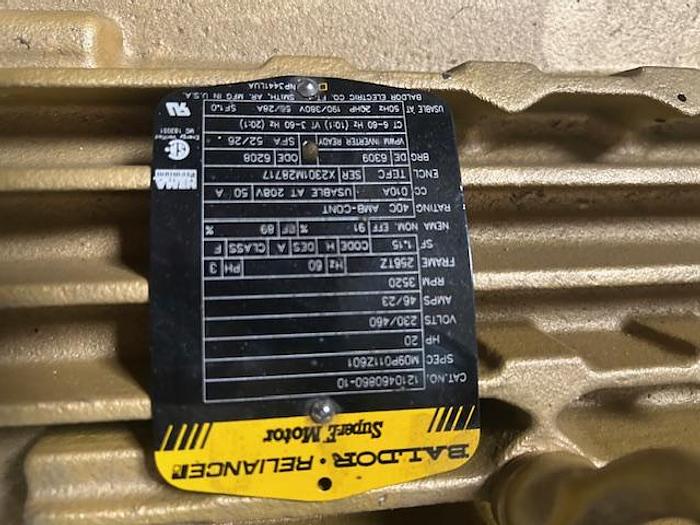 BALDOR • RELIANCE
Super-E Motor
CAT.NO. 1210460860-10
SPEC M09P011Z601
HP 20
VOLTS 230/460
AMPS 46/23
RPM 3520
FRAME 256TZ Hz 60 PH 3
SF 1.15 CODE H DES A CLASS F
NEMA NOM. EFF 91 % PF 89 %
RATING 40C AMB-CONT
CC 010A USABLE AT 208V 50 A
ENCL TEFC SER X2301M28717
BRG DE 6309 ODE 6208
VPWM INVERTER READY SFA 52/26
CT 6-60 Hz (10:1) VT 3-60 Hz (20:1)
USABLE AT 50Hz 20HP 190/380V 56/28A SF1.0
BALDOR ELECTRIC CO. FT. SMITH, AR. MFG IN U.S.A.
NP3441LUA
NEMA
Premium
Energy Verified